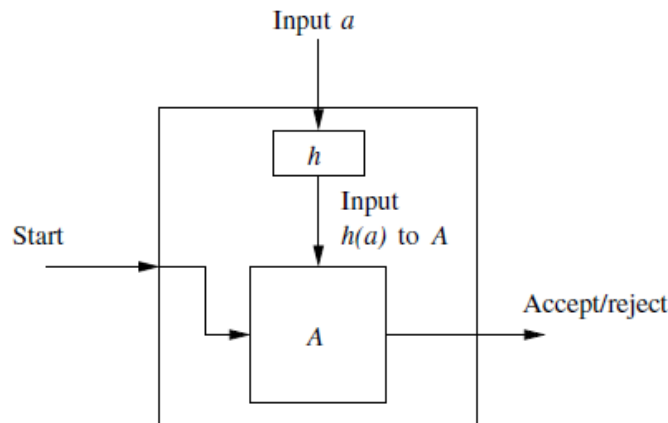 Input a
h
Input
h(a) to A
Start
Accept/reject
A